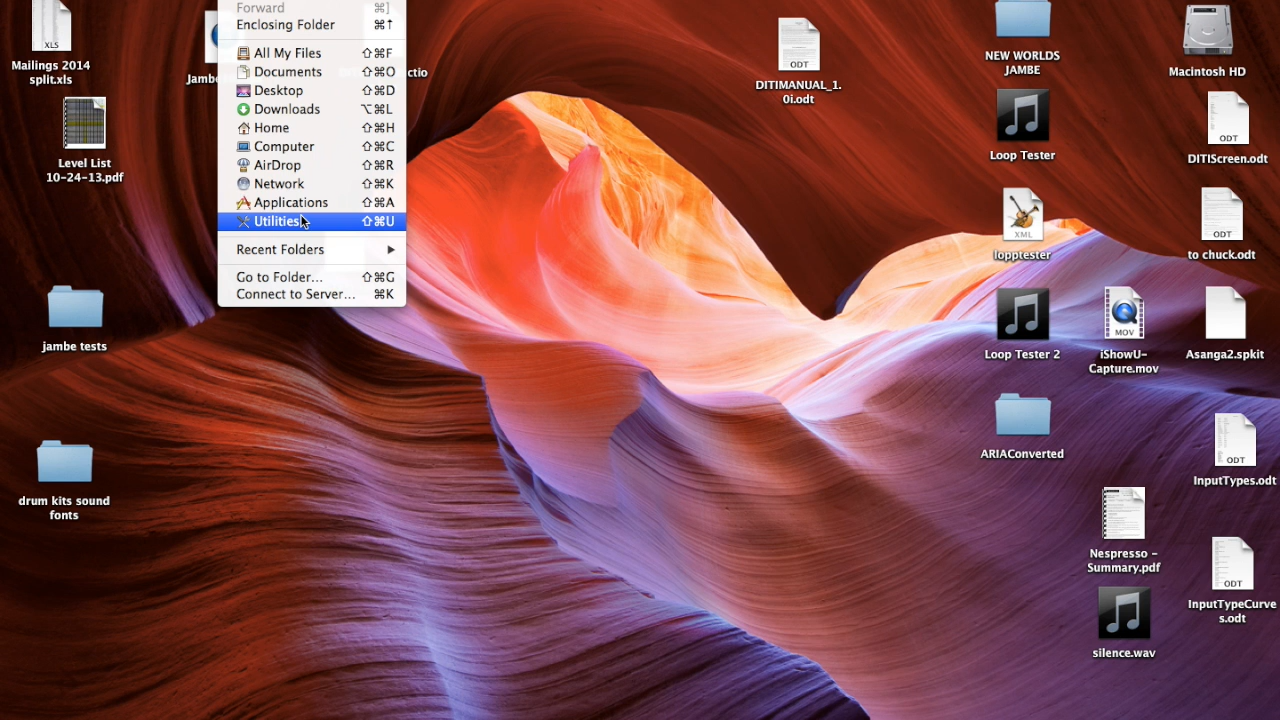 Forward ⌘]
Enclosing Folder ⌘↑
All My Files ⇧⌘F
Documents ⇧⌘O
Desktop ⇧⌘D
Downloads ⌥⌘L
Home ⇧⌘H
Computer ⇧⌘C
AirDrop ⇧⌘R
Network ⇧⌘K
Applications ⇧⌘A
Utilities ⇧⌘U
Recent Folders ▶
Go to Folder... ⇧⌘G
Connect to Server... ⌘K
XLS
Mailings 2014
split.xls
Jambe
ctio
Level List
10-24-13.pdf
jambe tests
drum kits sound
fonts
ODT
DITIMANUAL_1.
0i.odt
NEW WORLDS
JAMBE
Loop Tester
XML
lopptester
Loop Tester 2
ARIAConverted
MOV
iShowU-
Capture.mov
Nespresso -
Summary.pdf
silence.wav
Macintosh HD
ODT
DITIScreen.odt
ODT
to chuck.odt
Asanga2.spkit
ODT
InputTypes.odt
ODT
InputTypeCurve
s.odt